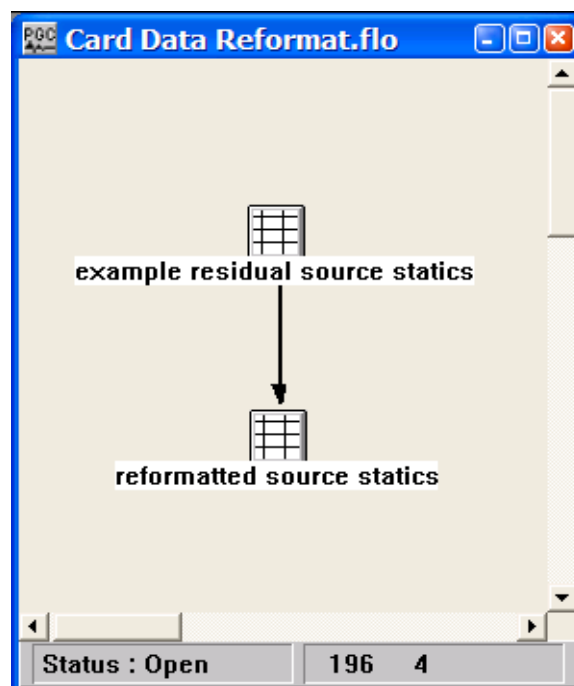 PGC Card Data Reformat.flo
example residual source statics
reformatted source statics
Status : Open 196 4